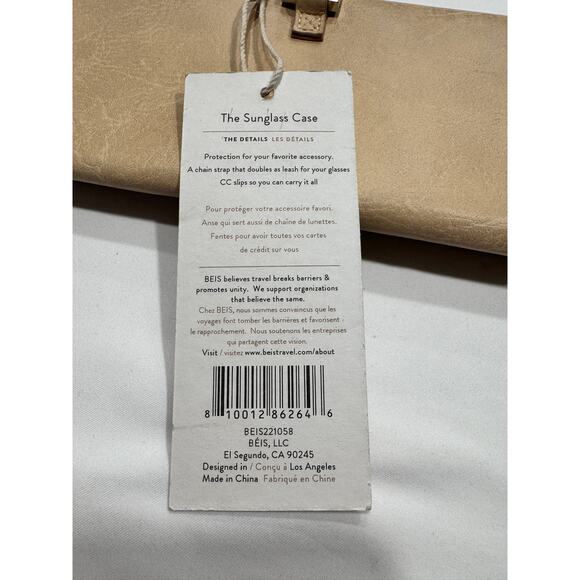 The Sunglass Case
THE DETAILS LES DÉTAILS
Protection for your favorite accessory.
A chain strap that doubles as leash for your glasses
CC slips so you can carry it all
Pour protéger votre accessoire favori.
Anse qui sert aussi de chaîne de lunettes.
Fentes pour avoir toutes vos cartes
de crédit sur vous
BEIS believes travel breaks barriers &
promotes unity. We support organizations
that believe the same.
Chez BEIS, nous sommes convaincus que les
voyages font tomber les barrières et favorisent -
le rapprochement. Nous soutenons les entreprises
qui partagent cette vision.
Visit / visitez www.beistravel.com/about
8 10012 86264 6
BEIS221058
BÉIS, LLC
El Segundo, CA 90245
Designed in / Conçu à Los Angeles
Made in China Fabriqué en Chine